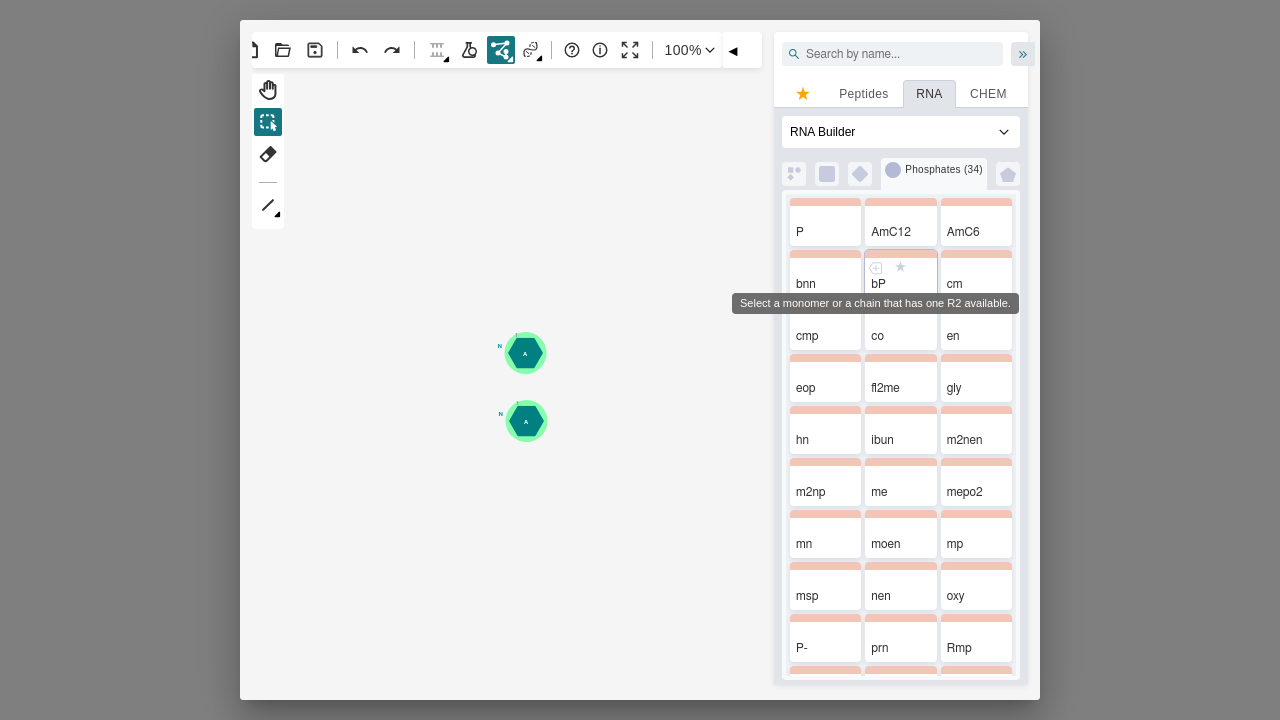 100%
Search by name...
Peptides
RNA
CHEM
RNA Builder
Phosphates (34)
P
AmC12
AmC6
bnn
bP
cm
Select a monomer or a chain that has one R2 available.
cmp
co
en
eop
fl2me
gly
hn
ibun
m2nen
m2np
me
mepo2
mn
moen
mp
msp
nen
oxy
P-
prn
Rmp
N
A
N
A